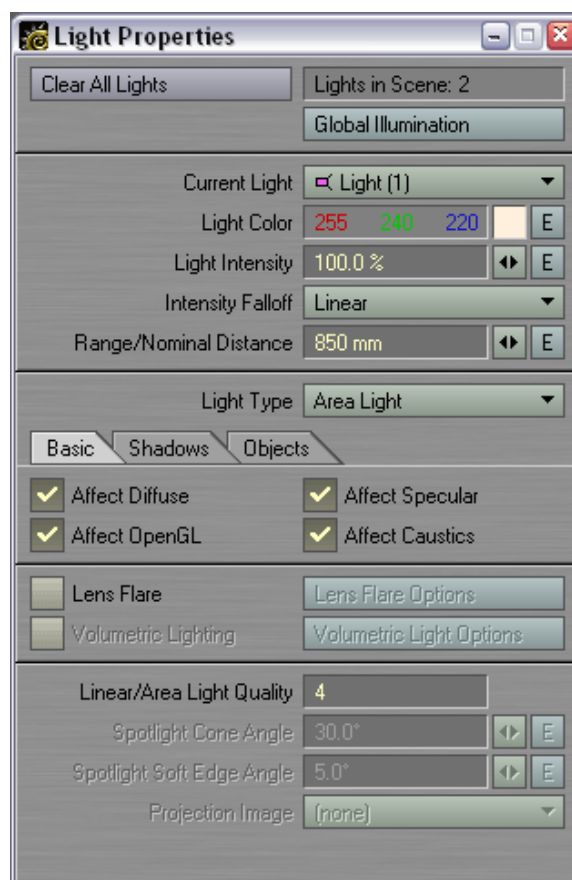 Light Properties
Clear All Lights Lights in Scene: 2
Global Illumination
Current Light Light (1)
Light Color 255 240 220 E
Light Intensity 100.0 % E
Intensity Falloff Linear
Range/Nominal Distance 850 mm E
Light Type Area Light
Basic Shadows Objects
Affect Diffuse Affect Specular
Affect OpenGL Affect Caustics
Lens Flare Lens Flare Options
Volumetric Lighting Volumetric Light Options
Linear/Area Light Quality 4
Spotlight Cone Angle 30.0° E
Spotlight Soft Edge Angle 5.0° E
Projection Image (none)